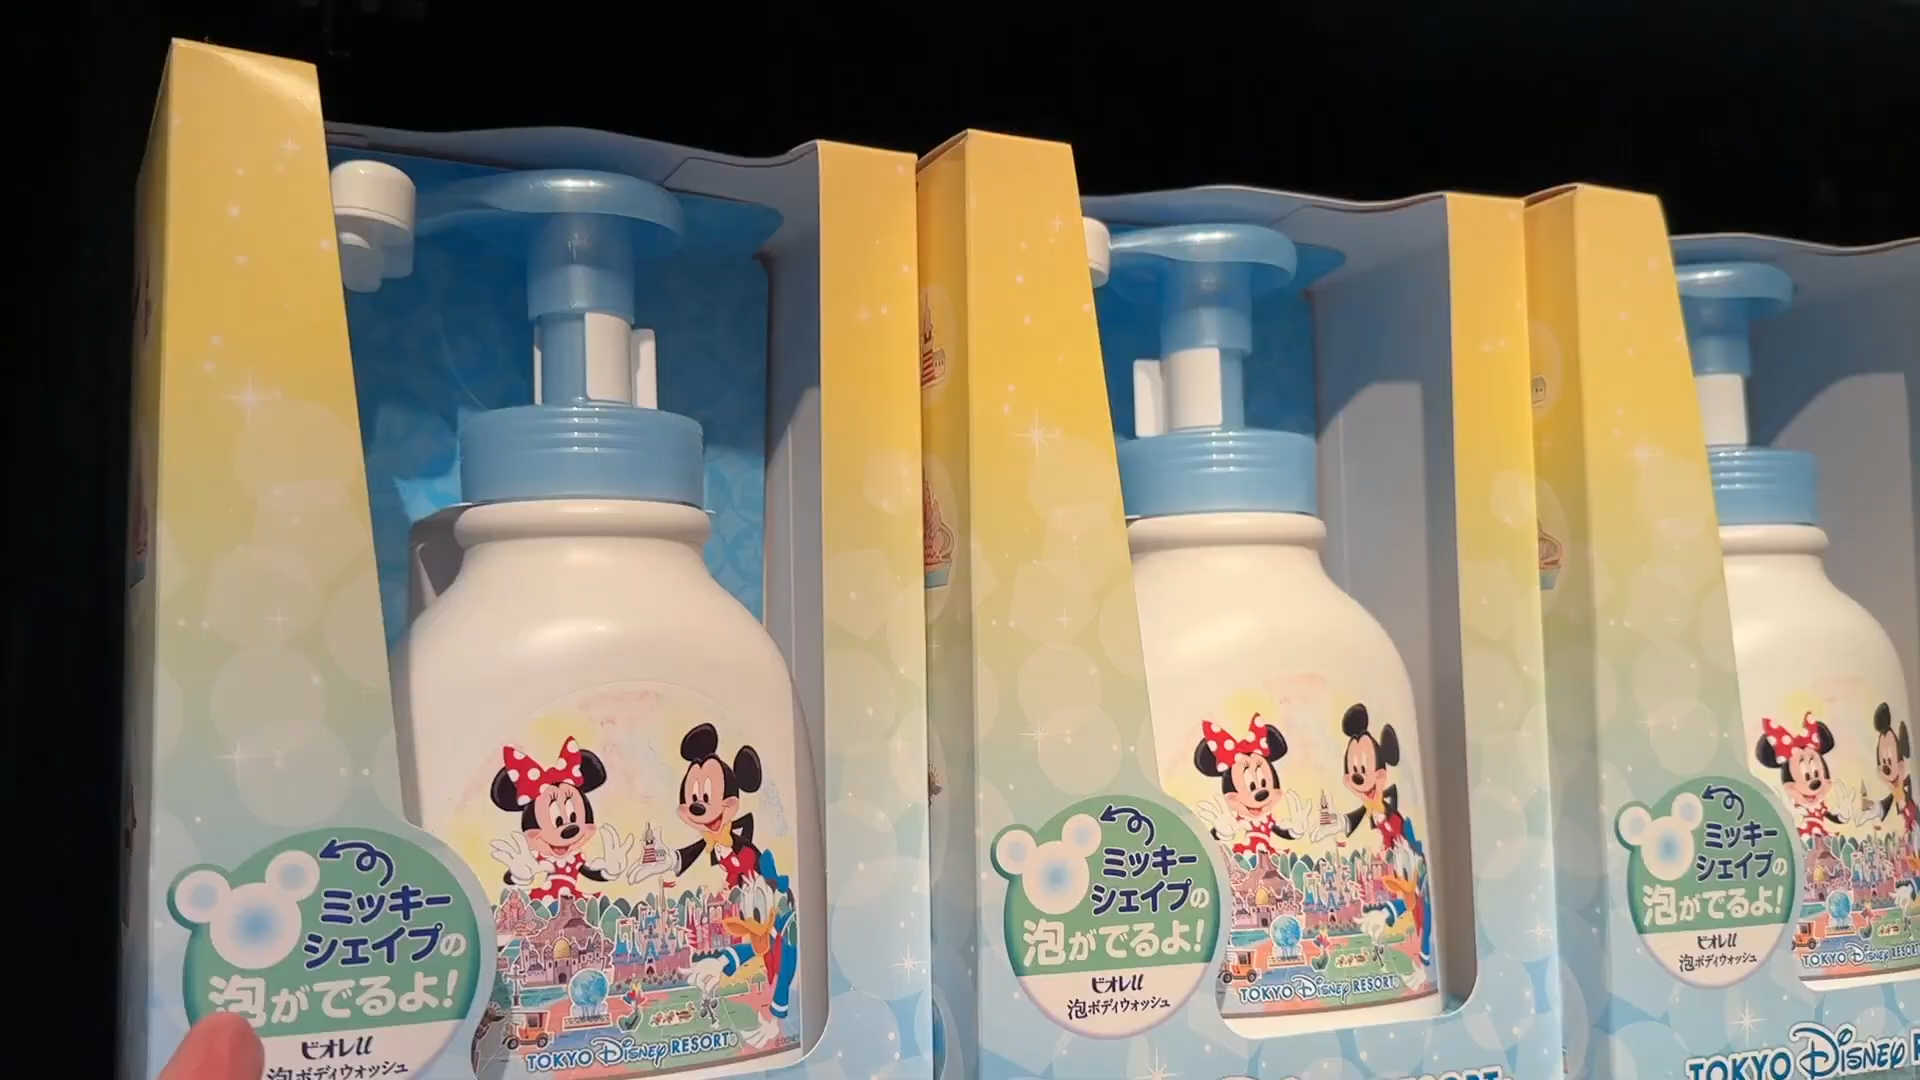 ミッキー
シェイプの
泡がでるよ!
ビオレu
泡ボディウォッシュ
TOKYO Disney RESORT
ミッキー
シェイプの
泡がでるよ!
ビオレu
泡ボディウォッシュ
TOKYO Disney RESORT
ミッキー
シェイプの
泡がでるよ!
ビオレu
泡ボディウォッシュ
TOKYO Disney RESORT
TOKYO Disney